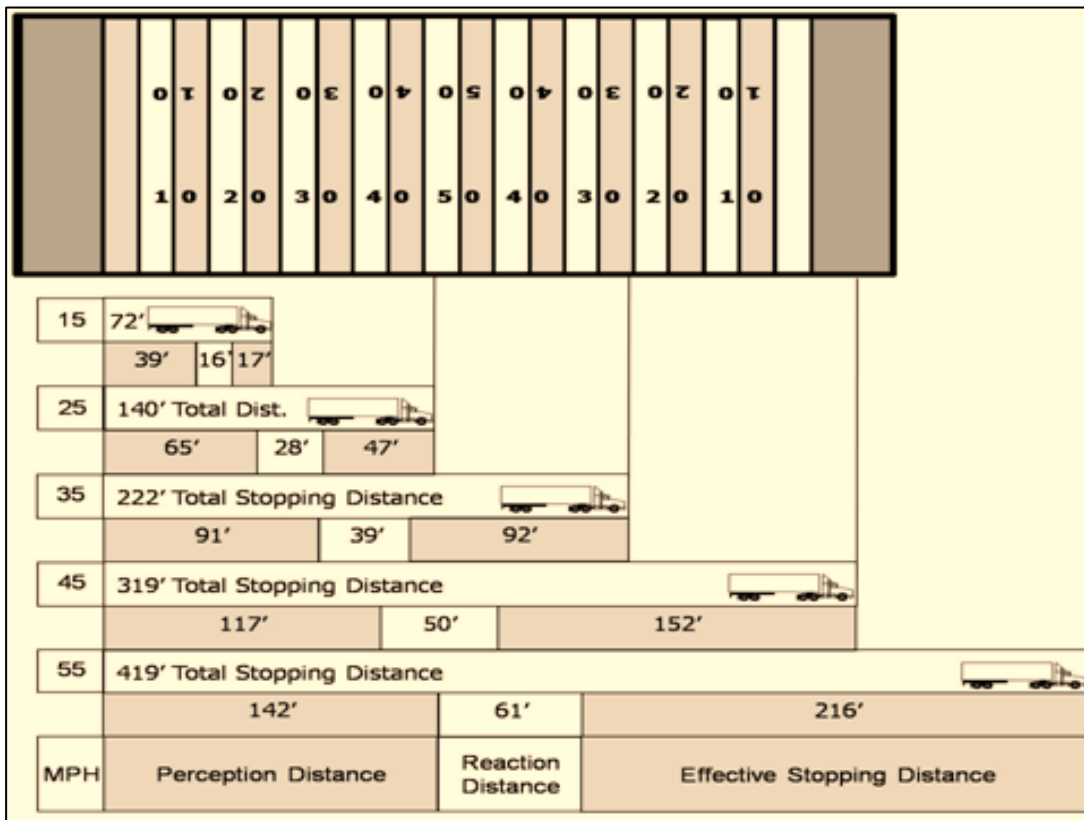 1 0 2 0 3 0 4 0 5 0 4 0 3 0 2 0 1 0
1 0 2 0 3 0 4 0 5 0 4 0 3 0 2 0 1 0
15 72′
39′ 16′ 17′
25 140′ Total Dist.
65′ 28′ 47′
35 222′ Total Stopping Distance
91′ 39′ 92′
45 319′ Total Stopping Distance
117′ 50′ 152′
55 419′ Total Stopping Distance
142′ 61′ 216′
MPH Perception Distance Reaction Distance Effective Stopping Distance